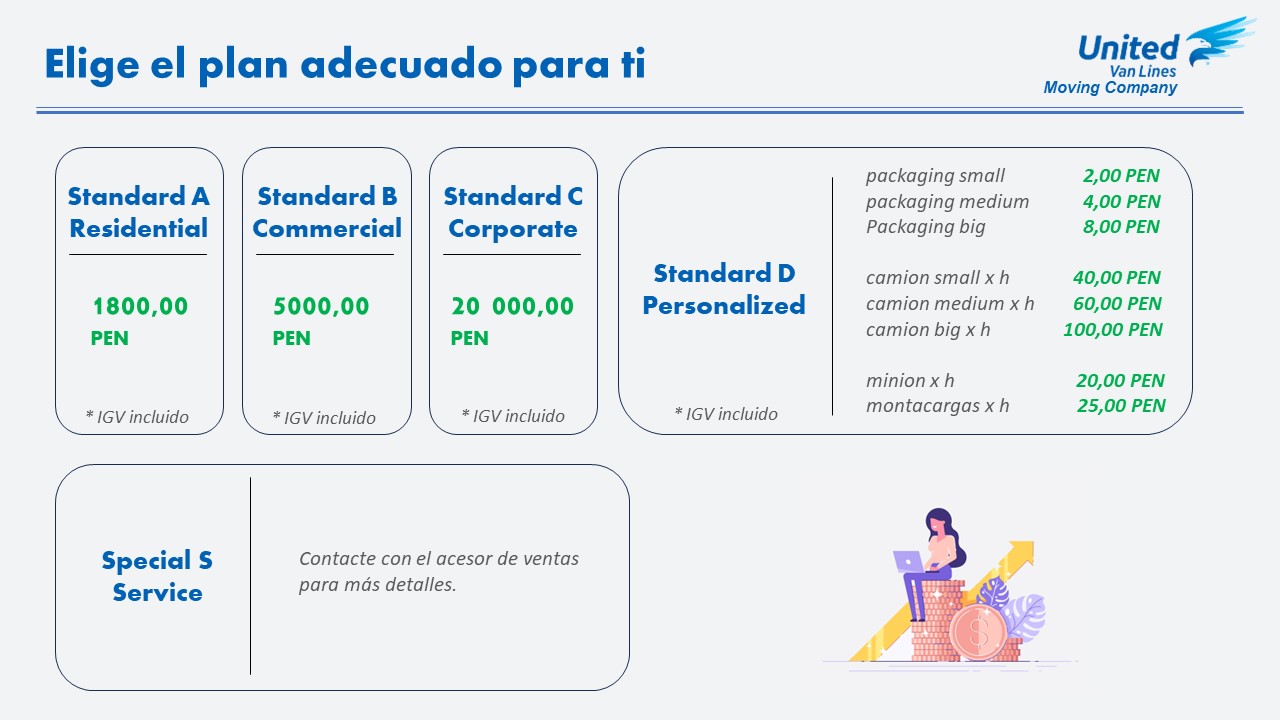 Elige el plan adecuado para ti
United
Van Lines
Moving Company
Standard A
Residential
1800,00
PEN
* IGV incluido
Standard B
Commercial
5000,00
PEN
* IGV incluido
Standard C
Corporate
20 000,00
PEN
* IGV incluido
Standard D
Personalized
* IGV incluido
packaging small 2,00 PEN
packaging medium 4,00 PEN
Packaging big 8,00 PEN
camion small x h 40,00 PEN
camion medium x h 60,00 PEN
camion big x h 100,00 PEN
minion x h 20,00 PEN
montacargas x h 25,00 PEN
Special S
Service
Contacte con el acesor de ventas
para más detalles.
$